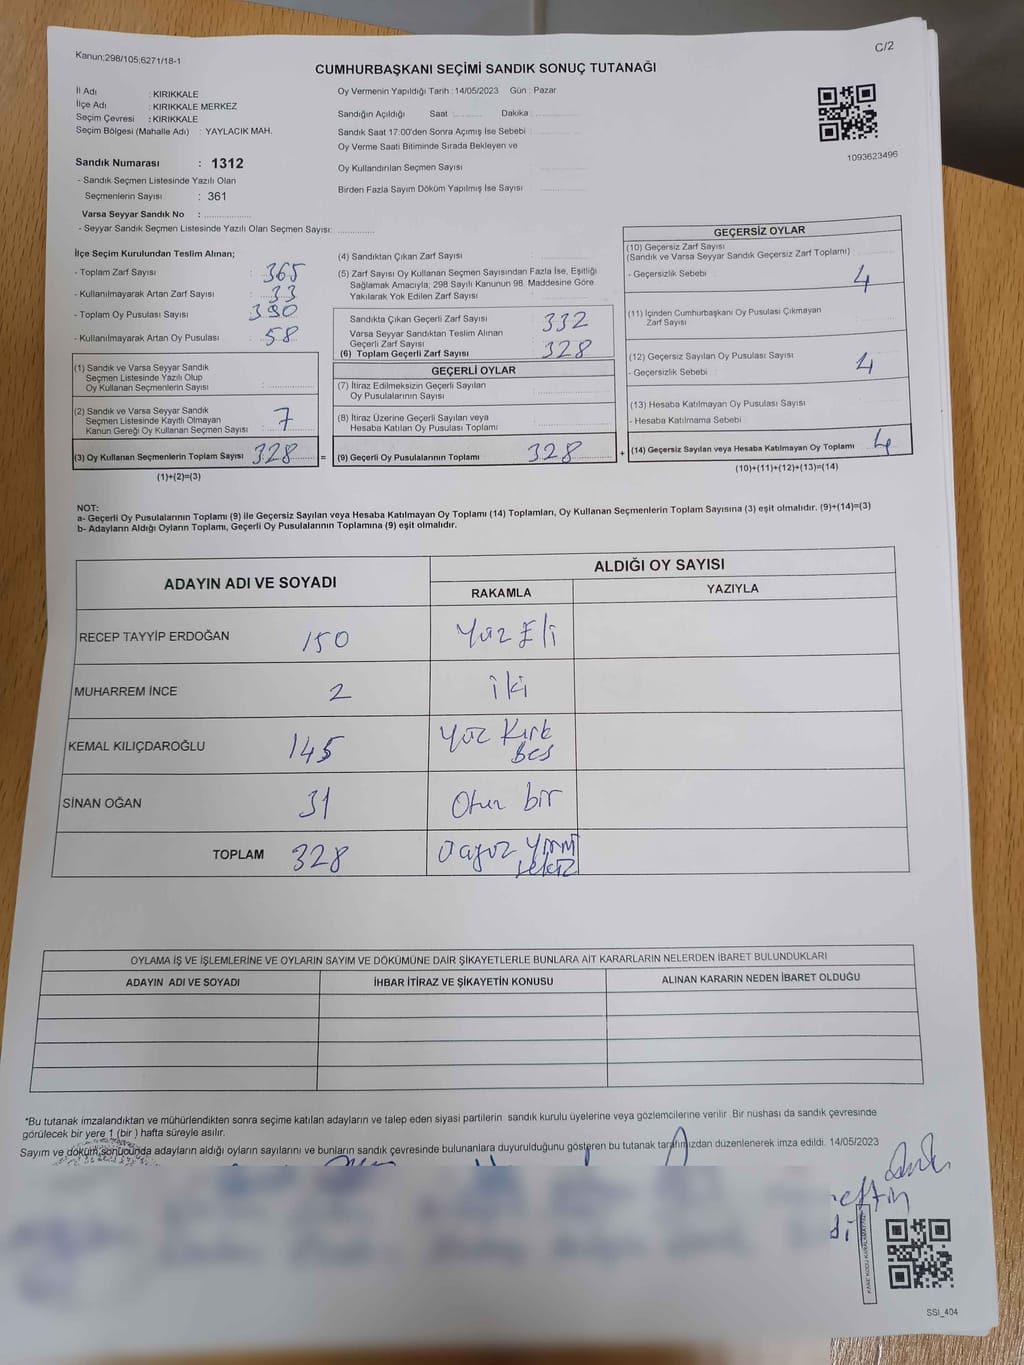 Kanun;298/105;6271/18-1
C/2
CUMHURBAŞKANI SEÇİMİ SANDIK SONUÇ TUTANAĞI
İl Adı : KIRIKKALE
İlçe Adı : KIRIKKALE MERKEZ
Seçim Çevresi : KIRIKKALE
Seçim Bölgesi (Mahalle Adı) : YAYLACIK MAH.
Sandık Numarası : 1312
- Sandık Seçmen Listesinde Yazılı Olan
Seçmenlerin Sayısı : 361
Varsa Seyyar Sandık No : ..............
- Seyyar Sandık Seçmen Listesinde Yazılı Olan Seçmen Sayısı: ............
Oy Vermenin Yapıldığı Tarih : 14/05/2023 Gün : Pazar
Sandığın Açıldığı Saat : .......... Dakika : ..............
Sandık Saat 17:00'den Sonra Açımış İse Sebebi : ..............
Oy Verme Saati Bitiminde Sırada Bekleyen ve
Oy Kullandırılan Seçmen Sayısı : ..............
Birden Fazla Sayım Döküm Yapılmış İse Sayısı : ..............
1093623496
İlçe Seçim Kurulundan Teslim Alınan;
- Toplam Zarf Sayısı : 365
- Kullanılmayarak Artan Zarf Sayısı : 33
- Toplam Oy Pusulası Sayısı : 390
- Kullanılmayarak Artan Oy Pusulası : 58
(1) Sandık ve Varsa Seyyar Sandık
Seçmen Listesinde Yazılı Olup
Oy Kullanan Seçmenlerin Sayısı : ..............
(2) Sandık ve Varsa Seyyar Sandık
Seçmen Listesinde Kayıtlı Olmayan
Kanun Gereği Oy Kullanan Seçmen Sayısı : 7
(3) Oy Kullanan Seçmenlerin Toplam Sayısı : 328 =
(1)+(2)=(3)
(4) Sandıktan Çıkan Zarf Sayısı : ..............
(5) Zarf Sayısı Oy Kullanan Seçmen Sayısından Fazla İse, Eşitliği
Sağlamak Amacıyla; 298 Sayılı Kanunun 98. Maddesine Göre
Yakılarak Yok Edilen Zarf Sayısı : ..............
Sandıkta Çıkan Geçerli Zarf Sayısı : 332
Varsa Seyyar Sandıktan Teslim Alınan
Geçerli Zarf Sayısı
(6) Toplam Geçerli Zarf Sayısı : 328
GEÇERLİ OYLAR
(7) İtiraz Edilmeksizin Geçerli Sayılan
Oy Pusulalarının Sayısı : ..............
(8) İtiraz Üzerine Geçerli Sayılan veya
Hesaba Katılan Oy Pusulası Toplamı : ..............
(9) Geçerli Oy Pusulalarının Toplamı : 328 +
GEÇERSİZ OYLAR
(10) Geçersiz Zarf Sayısı
(Sandık ve Varsa Seyyar Sandık Geçersiz Zarf Toplamı)
- Geçersizlik Sebebi : 4
(11) İçinden Cumhurbaşkanı Oy Pusulası Çıkmayan
Zarf Sayısı
(12) Geçersiz Sayılan Oy Pusulası Sayısı : 4
- Geçersizlik Sebebi :
(13) Hesaba Katılmayan Oy Pusulası Sayısı :
- Hesaba Katılmama Sebebi :
(14) Geçersiz Sayılan veya Hesaba Katılmayan Oy Toplamı : 4
(10)+(11)+(12)+(13)=(14)
NOT:
a- Geçerli Oy Pusulalarının Toplamı (9) ile Geçersiz Sayılan veya Hesaba Katılmayan Oy Toplamı (14) Toplamları, Oy Kullanan Seçmenlerin Toplam Sayısına (3) eşit olmalıdır. (9)+(14)=(3)
b- Adayların Aldığı Oyların Toplamı, Geçerli Oy Pusulalarının Toplamına (9) eşit olmalıdır.
ADAYIN ADI VE SOYADI ALDIĞI OY SAYISI
RAKAMLA YAZIYLA
RECEP TAYYİP ERDOĞAN 150 Yüz Elli
MUHARREM İNCE 2 iki
KEMAL KILIÇDAROĞLU 145 Yüz Kırk
Beş
SİNAN OĞAN 31 Otuz bir
TOPLAM 328 Üçyüz Yirmi
sekiz
OYLAMA İŞ VE İŞLEMLERİNE VE OYLARIN SAYIM VE DÖKÜMÜNE DAİR ŞİKAYETLERLE BUNLARA AİT KARARLARIN NELERDEN İBARET BULUNDUKLARI
ADAYIN ADI VE SOYADI İHBAR İTİRAZ VE ŞİKAYETİN KONUSU ALINAN KARARIN NEDEN İBARET OLDUĞU
*Bu tutanak imzalandıktan ve mühürlendikten sonra seçime katılan adayların ve talep eden siyasi partilerin sandık kurulu üyelerine veya gözlemcilerine verilir. Bir nüshası da sandık çevresinde
görülecek bir yere 1 (bir) hafta süreyle asılır.
Sayım ve döküm sonucunda adayların aldığı oyların sayılarını ve bunların sandık çevresinde bulunanlara duyurulduğunu gösteren bu tutanak tarafımızdan düzenlenerek imza edildi. 14/05/2023
KARE KODU KARALAMAYINIZ
SSİ_404